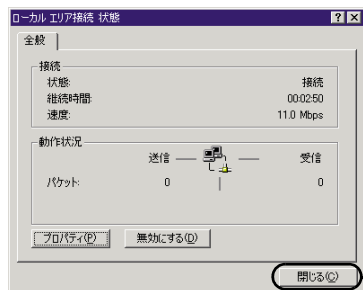 ローカル エリア接続 状態
全般
接続
状態: 接続
継続時間: 00:02:50
速度: 11.0 Mbps
動作状況
送信 受信
パケット: 0 0
プロパティ(P) 無効にする(D)
閉じる(C)